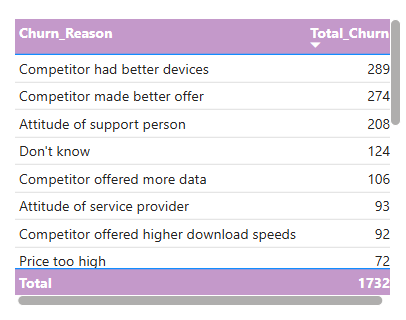 Churn_Reason Total_Churn
Competitor had better devices 289
Competitor made better offer 274
Attitude of support person 208
Don't know 124
Competitor offered more data 106
Attitude of service provider 93
Competitor offered higher download speeds 92
Price too high 72
Total 1732